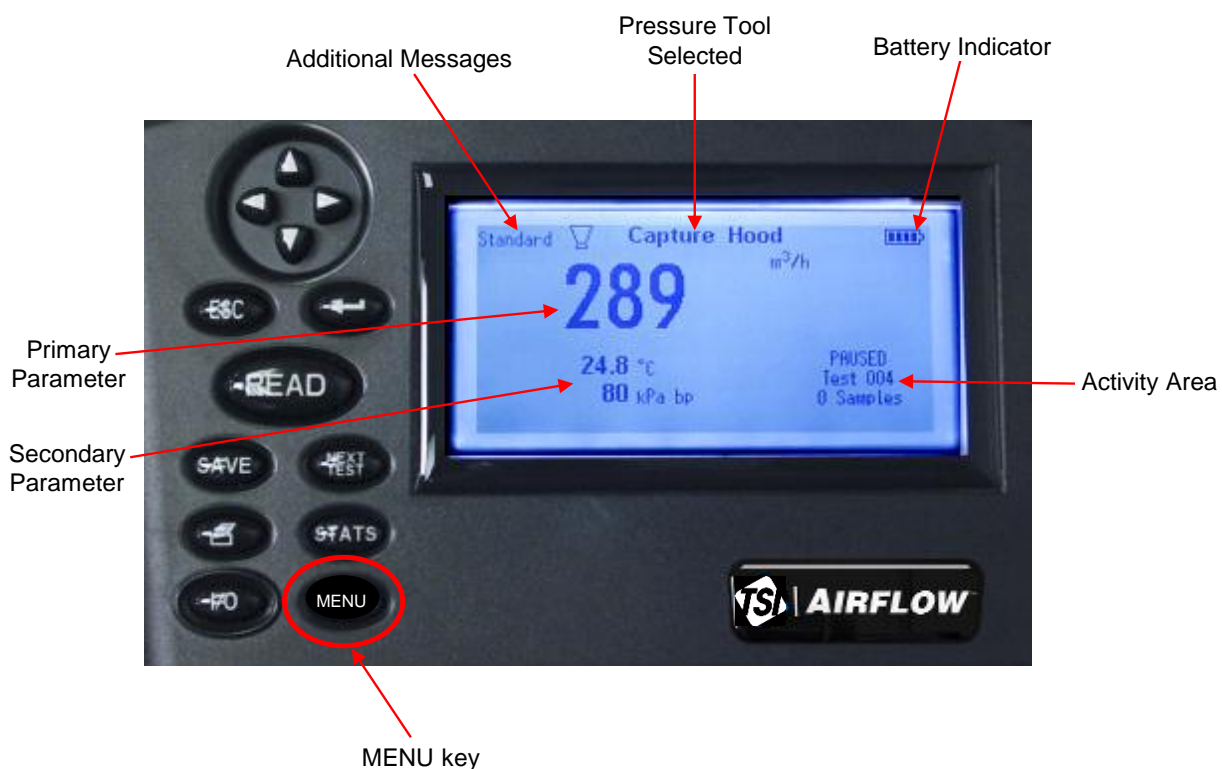 Pressure Tool
Selected
Additional Messages
Battery Indicator
Standard
Capture Hood
m³/h
289
24.8 °C
80 kPa bp
PAUSED
Test 004
0 Samples
Primary
Parameter
Secondary
Parameter
Activity Area
ESC
READ
SAVE
NEXT
TEST
STATS
I/O
MENU
TSI AIRFLOW
MENU key